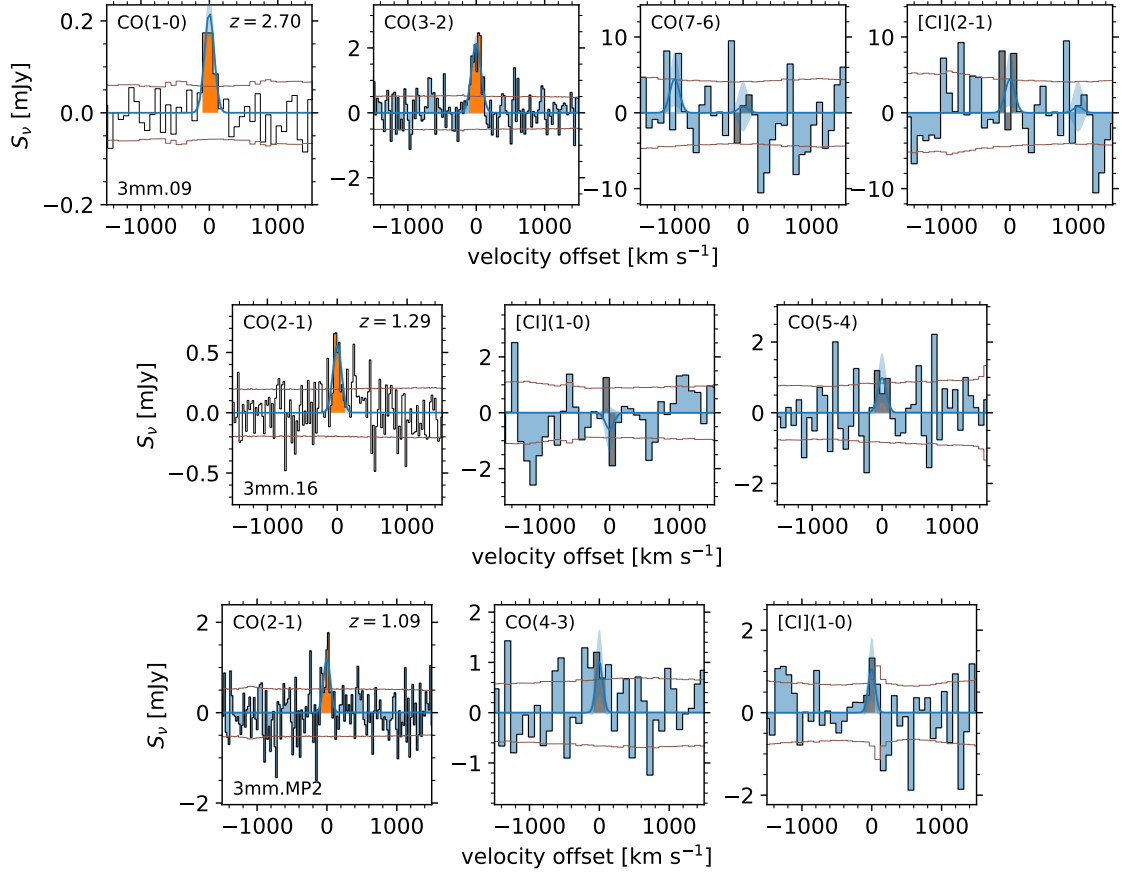 CO(1-0) z = 2.70
CO(3-2)
CO(7-6)
[CI](2-1)
0.2
0.0
−0.2
2
0
−2
10
0
−10
10
0
−10
Sν [mJy]
3mm.09
−1000 0 1000
−1000 0 1000
−1000 0 1000
−1000 0 1000
velocity offset [km s⁻¹]
velocity offset [km s⁻¹]
CO(2-1) z = 1.29
[CI](1-0)
CO(5-4)
0.5
0.0
−0.5
2
0
−2
2
0
−2
Sν [mJy]
3mm.16
−1000 0 1000
−1000 0 1000
−1000 0 1000
velocity offset [km s⁻¹]
CO(2-1) z = 1.09
CO(4-3)
[CI](1-0)
2
0
−2
2
1
0
−1
2
0
−2
Sν [mJy]
3mm.MP2
−1000 0 1000
−1000 0 1000
−1000 0 1000
velocity offset [km s⁻¹]